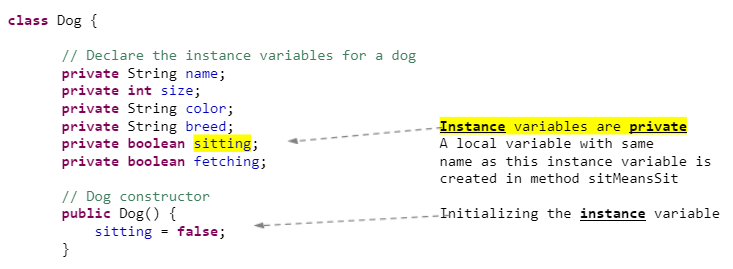 class Dog {
// Declare the instance variables for a dog
private String name;
private int size;
private String color;
private String breed;
private boolean sitting;
private boolean fetching;
Instance variables are private
A local variable with same
name as this instance variable is
created in method sitMeansSit
// Dog constructor
public Dog() {
sitting = false;
}
Initializing the instance variable